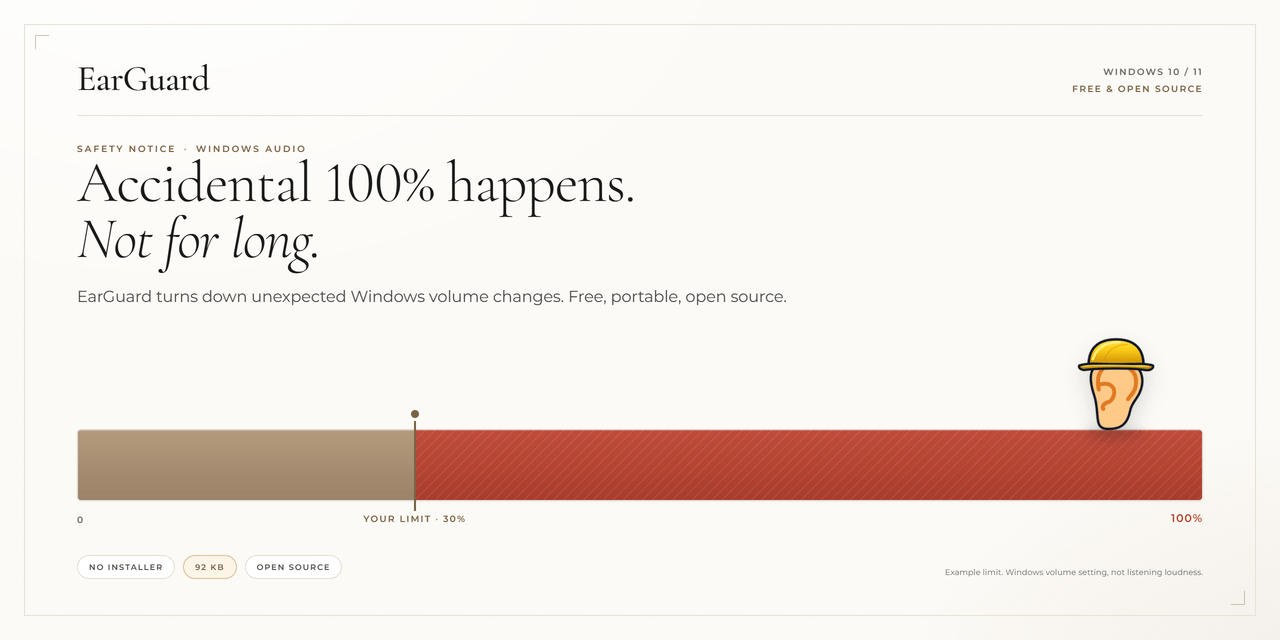 EarGuard
WINDOWS 10 / 11
FREE & OPEN SOURCE
SAFETY NOTICE · WINDOWS AUDIO
Accidental 100% happens.
Not for long.
EarGuard turns down unexpected Windows volume changes. Free, portable, open source.
0
YOUR LIMIT · 30%
100%
NO INSTALLER
92 KB
OPEN SOURCE
Example limit. Windows volume setting, not listening loudness.